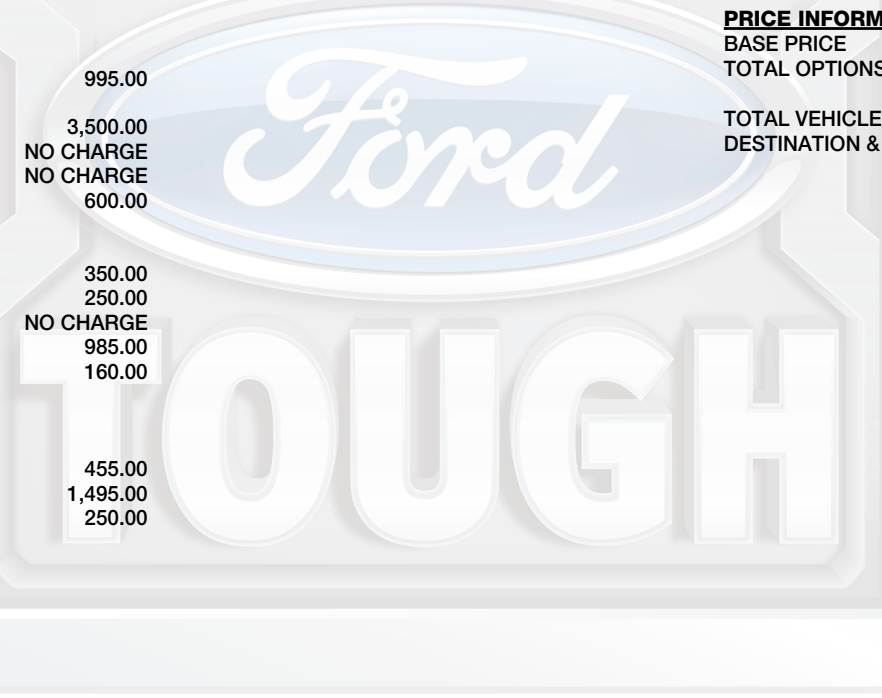 995.00
3,500.00
NO CHARGE
NO CHARGE
600.00
350.00
250.00
NO CHARGE
985.00
160.00
455.00
1,495.00
250.00
PRICE INFORM
BASE PRICE
TOTAL OPTIONS
TOTAL VEHICLE
DESTINATION &
Ford
TOUGH